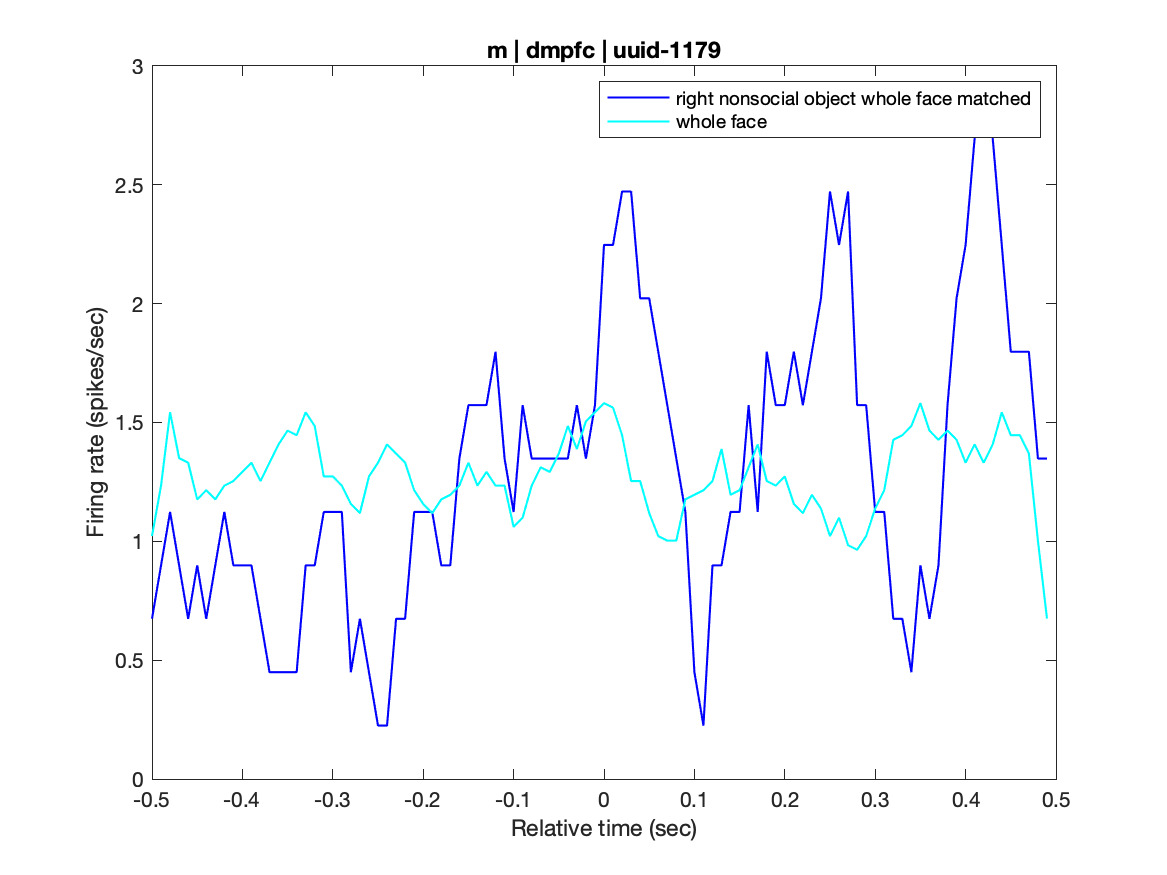 m | dmpfc | uuid-1179
right nonsocial object whole face matched
whole face
3
2.5
2
1.5
1
0.5
0
Firing rate (spikes/sec)
-0.5 -0.4 -0.3 -0.2 -0.1 0 0.1 0.2 0.3 0.4 0.5
Relative time (sec)